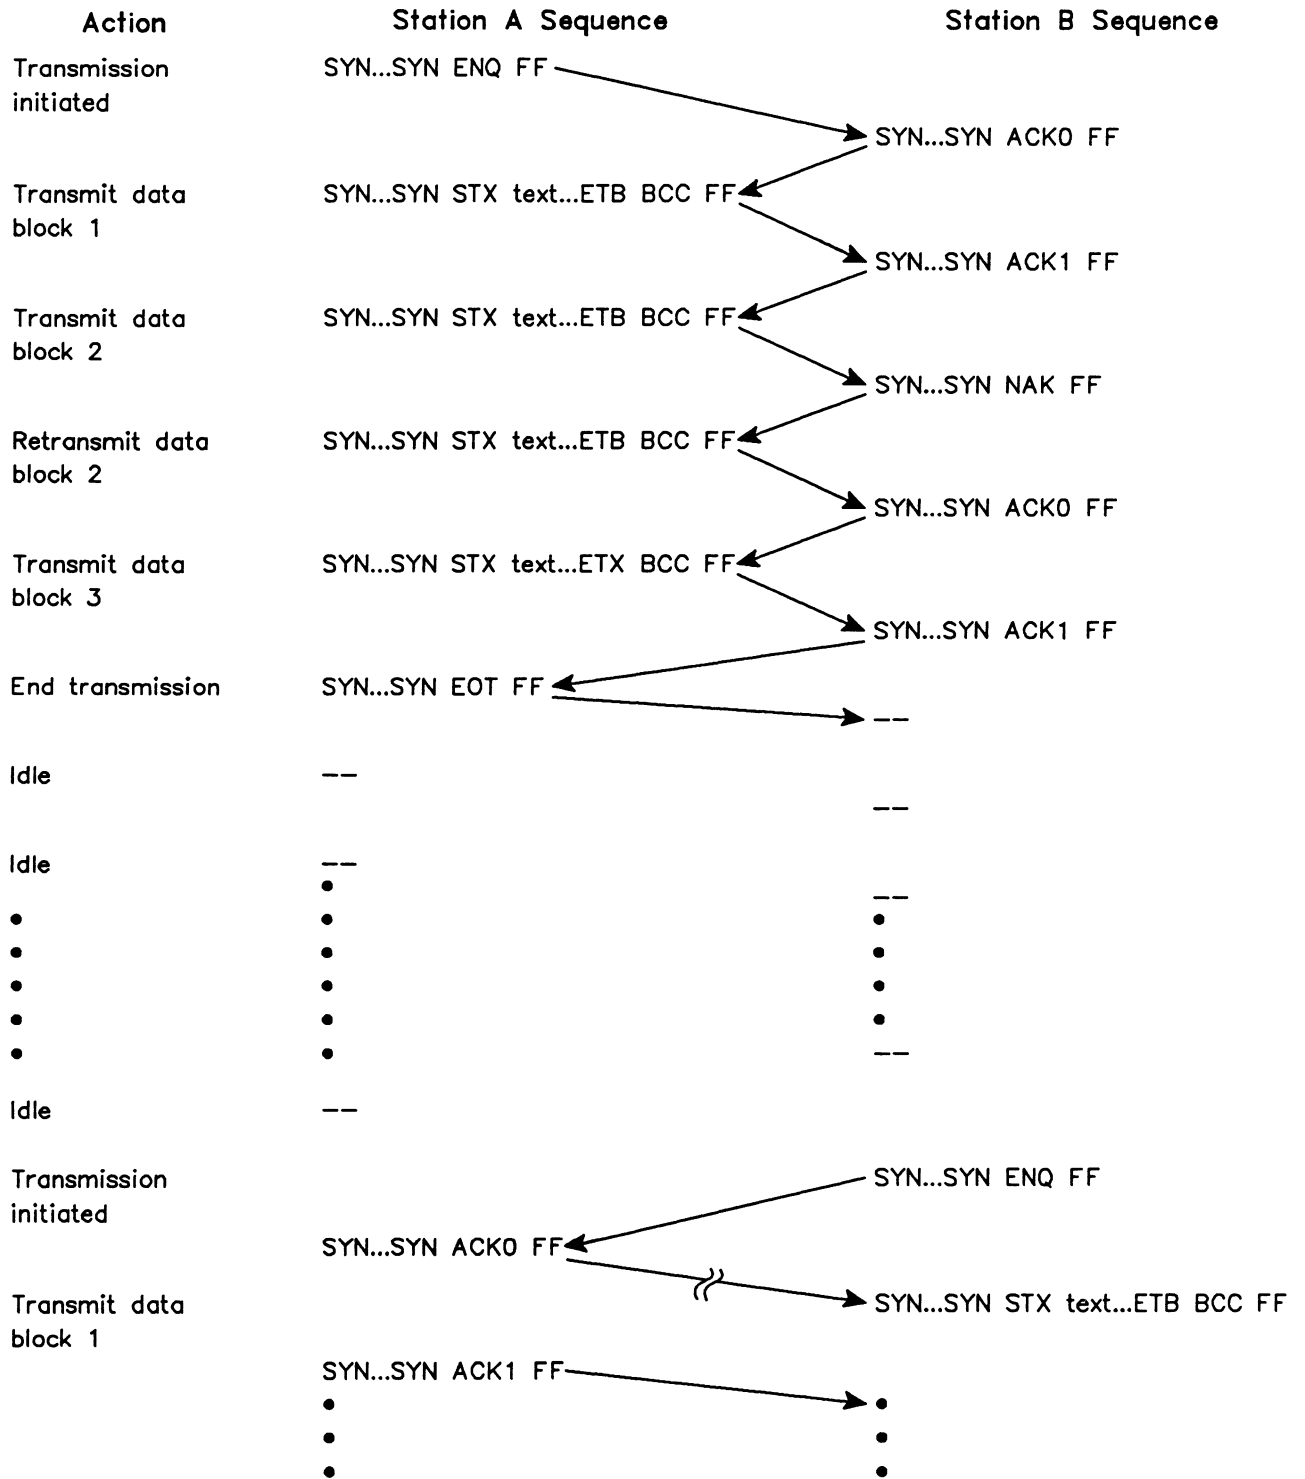 Action Station A Sequence Station B Sequence
Transmission SYN...SYN ENQ FF
initiated
SYN...SYN ACK0 FF
Transmit data SYN...SYN STX text...ETB BCC FF
block 1
SYN...SYN ACK1 FF
Transmit data SYN...SYN STX text...ETB BCC FF
block 2
SYN...SYN NAK FF
Retransmit data SYN...SYN STX text...ETB BCC FF
block 2
SYN...SYN ACK0 FF
Transmit data SYN...SYN STX text...ETX BCC FF
block 3
SYN...SYN ACK1 FF
End transmission SYN...SYN EOT FF
--
Idle --
--
Idle --
--
--
Idle --
Transmission SYN...SYN ENQ FF
initiated
SYN...SYN ACK0 FF
Transmit data SYN...SYN STX text...ETB BCC FF
block 1
SYN...SYN ACK1 FF